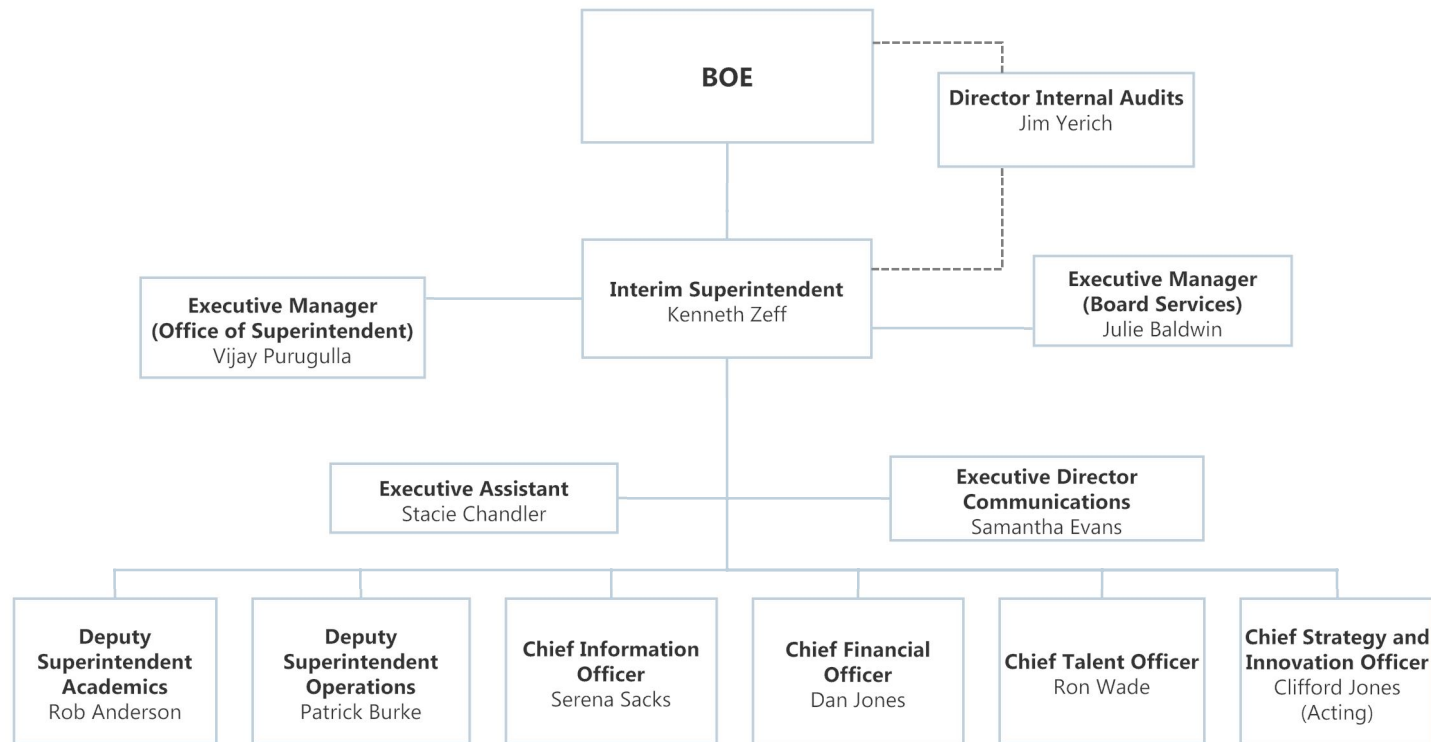 BOE
Director Internal Audits
Jim Yerich
Interim Superintendent
Kenneth Zeff
Executive Manager
(Board Services)
Julie Baldwin
Executive Manager
(Office of Superintendent)
Vijay Purugulla
Executive Assistant
Stacie Chandler
Executive Director
Communications
Samantha Evans
Deputy
Superintendent
Academics
Rob Anderson
Deputy
Superintendent
Operations
Patrick Burke
Chief Information
Officer
Serena Sacks
Chief Financial
Officer
Dan Jones
Chief Talent Officer
Ron Wade
Chief Strategy and
Innovation Officer
Clifford Jones
(Acting)